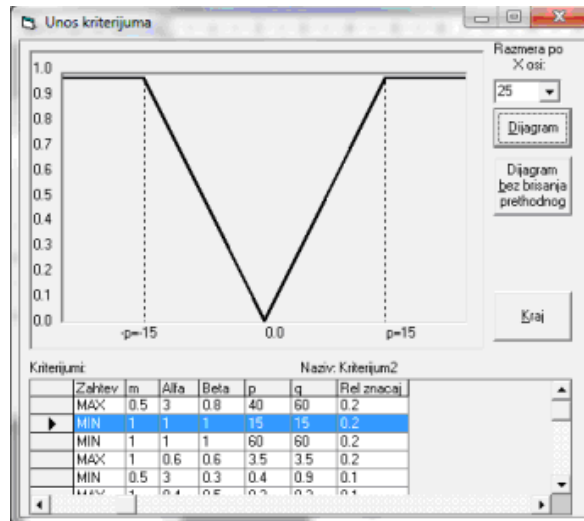 Unos kriterijuma
Razmera po
X osi:
25
Dijagram
Dijagram
bez brisanja
prethodnog
Kraj
1.0
0.9
0.8
0.7
0.6
0.5
0.4
0.3
0.2
0.1
0.0
-p=-15 0.0 p=15
Kriterijumi: Naziv: Kriterijum2
Zahtev m Alfa Beta p q Rel znacaj
MAX 0.5 3 0.8 40 60 0.2
MIN 1 1 1 15 15 0.2
MIN 1 1 1 60 60 0.2
MAX 1 0.6 0.6 3.5 3.5 0.2
MIN 0.5 3 0.3 0.4 0.9 0.1